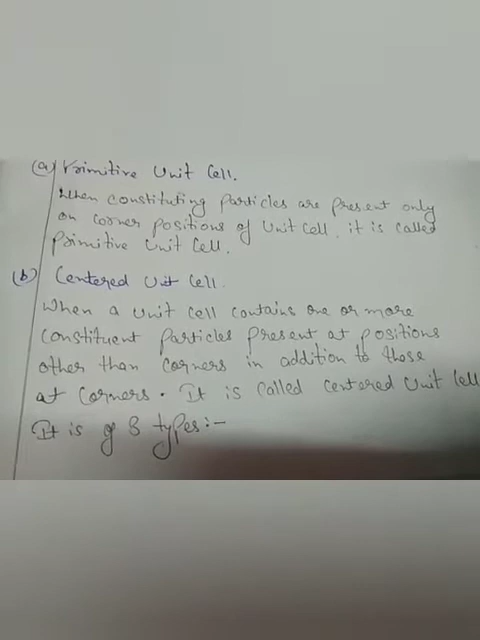 (a) Primitive Unit Cell.
When constituting particles are present only
on corner positions of Unit Cell, it is called
Primitive Unit Cell.
(b) Centered Unit Cell.
When a Unit Cell contains one or more
constituent particles present at positions
other than corners in addition to those
at corners. It is called centered Unit Cell
It is of 3 types:-